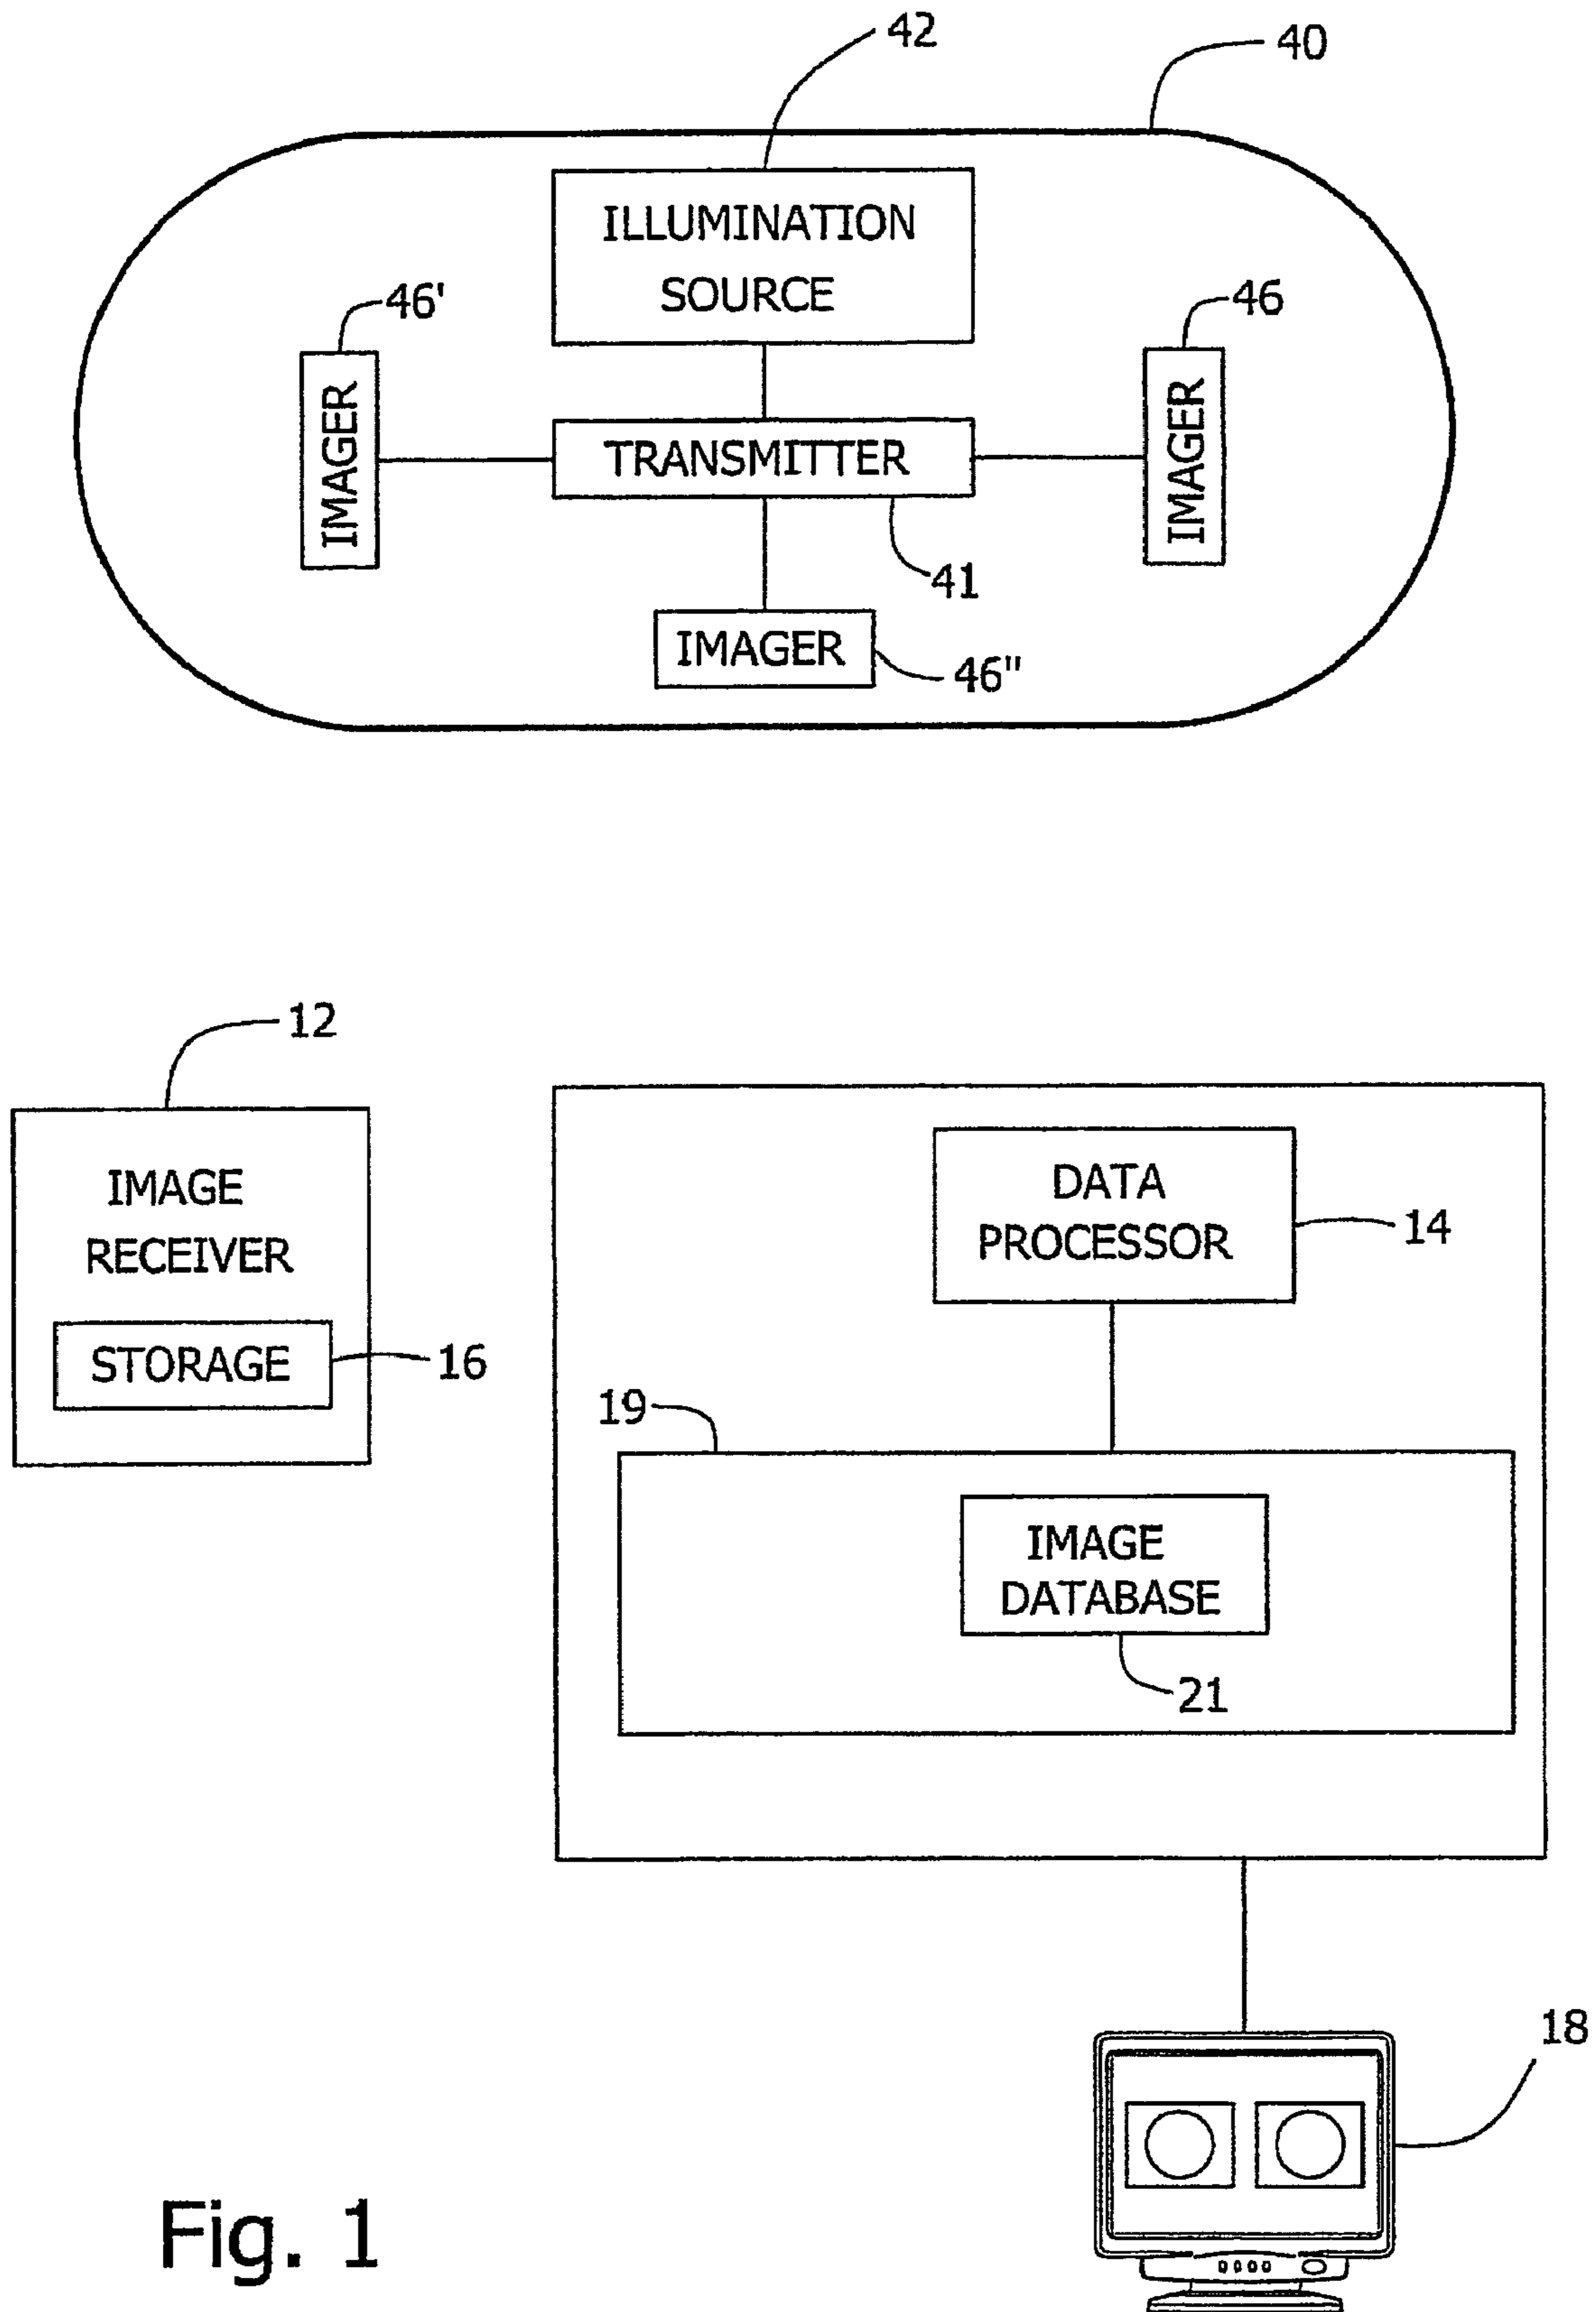 42
40
ILLUMINATION
SOURCE
46'
46
IMAGER
TRANSMITTER
IMAGER
41
IMAGER
46"
12
IMAGE
RECEIVER
STORAGE
16
DATA
PROCESSOR
14
19
IMAGE
DATABASE
21
18
Fig. 1